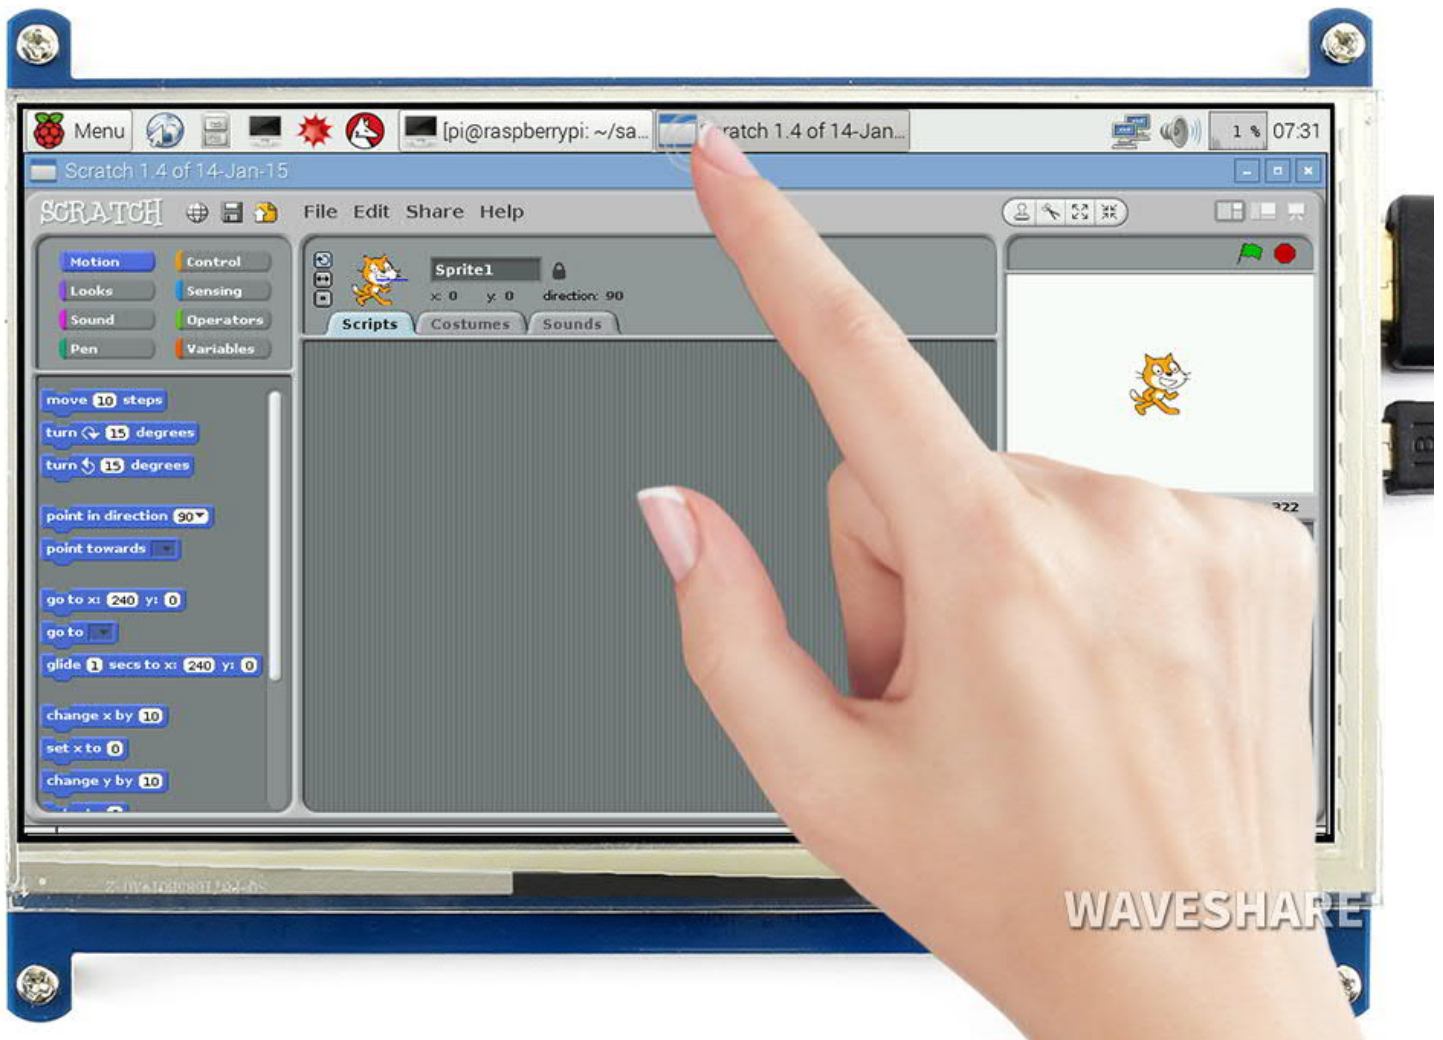 Menu
[pi@raspberrypi: ~/sa...
ratch 1.4 of 14-Jan...
1 %
07:31
Scratch 1.4 of 14-Jan-15
SCRATCH
File Edit Share Help
Motion
Control
Looks
Sensing
Sound
Operators
Pen
Variables
Sprite1
x: 0 y: 0 direction: 90
Scripts
Costumes
Sounds
move 10 steps
turn 15 degrees
turn 15 degrees
point in direction 90
point towards
go to x: 240 y: 0
go to
glide 1 secs to x: 240 y: 0
change x by 10
set x to 0
change y by 10
322
WAVESHARE